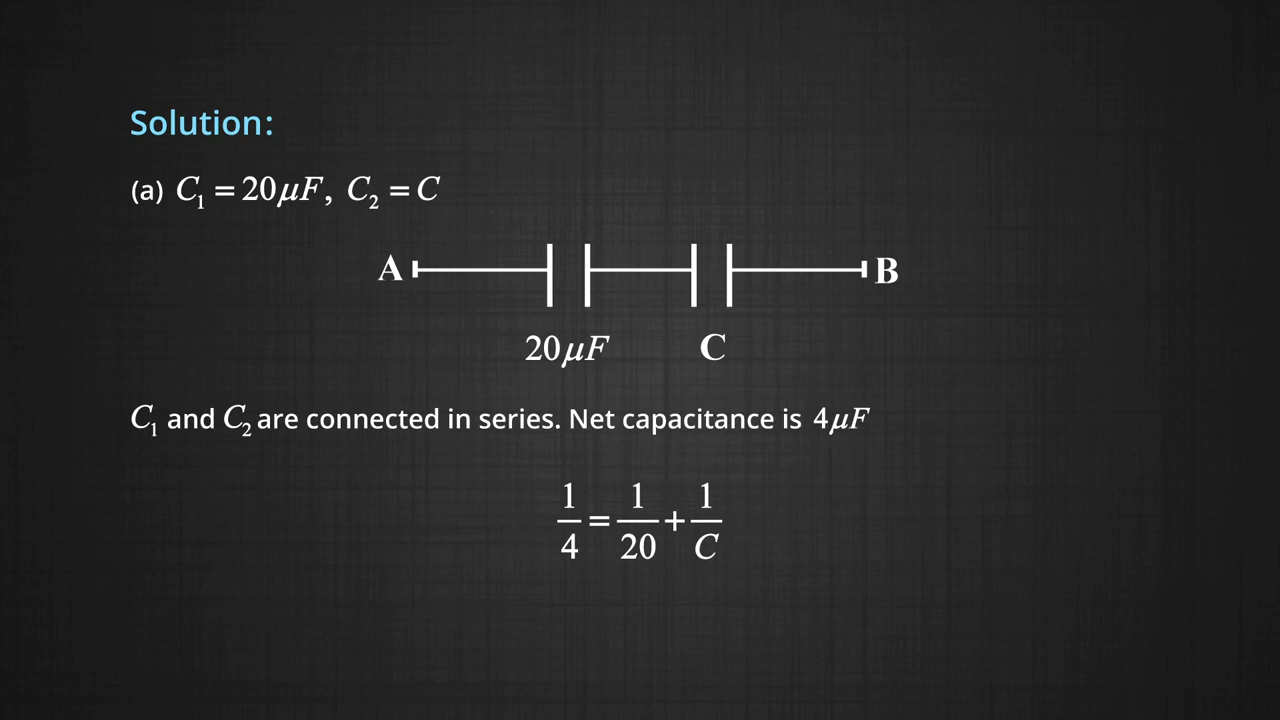 Solution:
(a) C₁ = 20μF, C₂ = C
A B
20μF C
C₁ and C₂ are connected in series. Net capacitance is 4μF
1/4 = 1/20 + 1/C